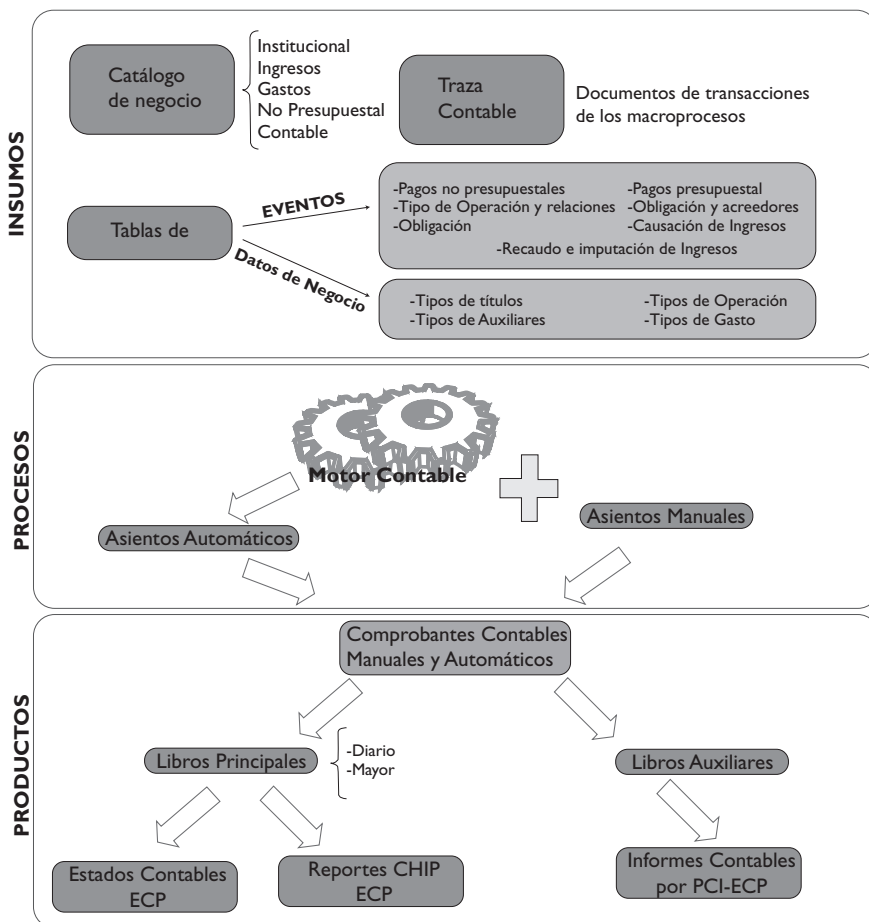 INSUMOS
Catálogo
de negocio
Institucional
Ingresos
Gastos
No Presupuestal
Contable
Traza
Contable
Documentos de transacciones
de los macroprocesos
Tablas de
EVENTOS
Datos de Negocio
-Pagos no presupuestales
-Tipo de Operación y relaciones
-Obligación
-Pagos presupuestal
-Obligación y acreedores
-Causación de Ingresos
-Recaudo e imputación de Ingresos
-Tipos de títulos
-Tipos de Auxiliares
-Tipos de Operación
-Tipos de Gasto
PROCESOS
Motor Contable
Asientos Automáticos
Asientos Manuales
PRODUCTOS
Comprobantes Contables
Manuales y Automáticos
Libros Principales
-Diario
-Mayor
Libros Auxiliares
Estados Contables
ECP
Reportes CHIP
ECP
Informes Contables
por PCI-ECP